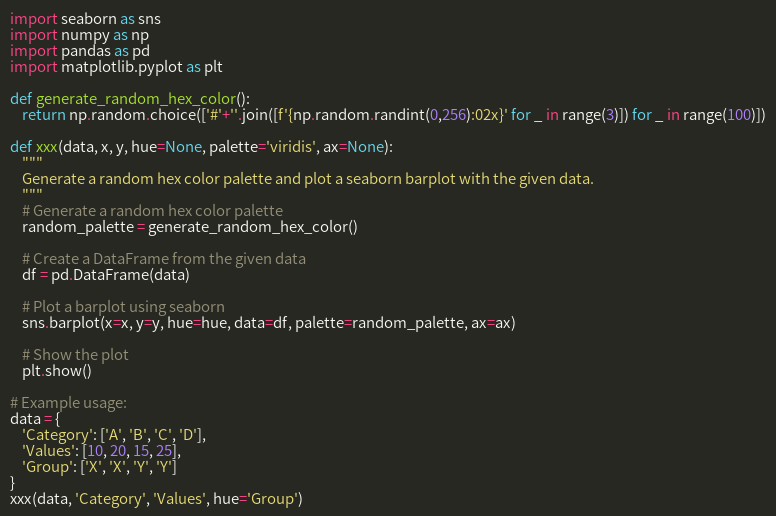 import seaborn as sns
import numpy as np
import pandas as pd
import matplotlib.pyplot as plt

def generate_random_hex_color():
    return np.random.choice(['#'+''.join([f'{np.random.randint(0,256):02x}' for _ in range(3)]) for _ in range(100)])

def xxx(data, x, y, hue=None, palette='viridis', ax=None):
    """
    Generate a random hex color palette and plot a seaborn barplot with the given data.
    """
    # Generate a random hex color palette
    random_palette = generate_random_hex_color()

    # Create a DataFrame from the given data
    df = pd.DataFrame(data)

    # Plot a barplot using seaborn
    sns.barplot(x=x, y=y, hue=hue, data=df, palette=random_palette, ax=ax)

    # Show the plot
    plt.show()

# Example usage:
data = {
    'Category': ['A', 'B', 'C', 'D'],
    'Values': [10, 20, 15, 25],
    'Group': ['X', 'X', 'Y', 'Y']
}
xxx(data, 'Category', 'Values', hue='Group')